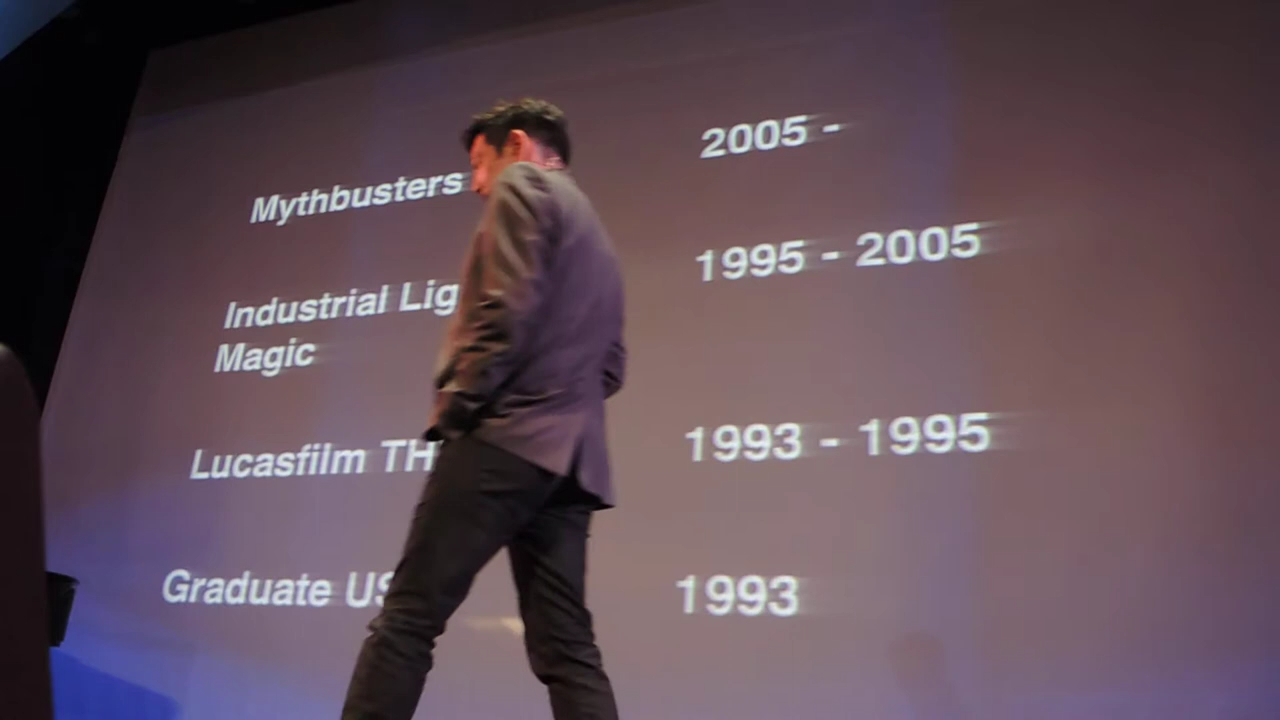 Mythbusters 2005 -
Industrial Lig 1995 - 2005
Magic
Lucasfilm TH 1993 - 1995
Graduate US 1993